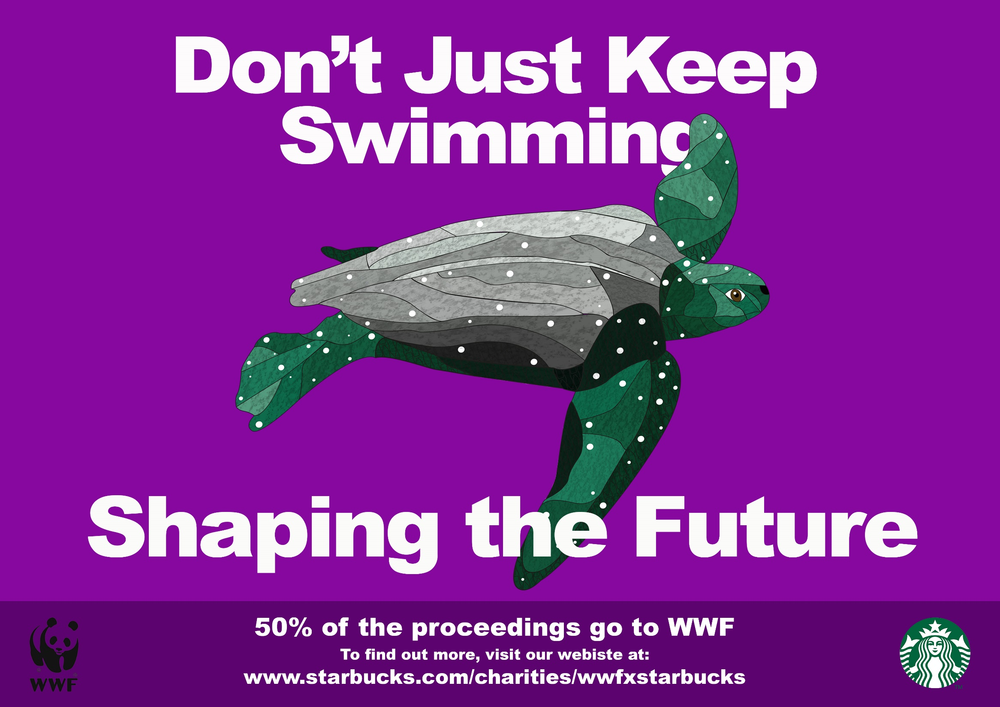 Don’t Just Keep
Swimming
Shaping the Future
50% of the proceedings go to WWF
To find out more, visit our webiste at:
www.starbucks.com/charities/wwfxstarbucks
®
®
WWF
TM